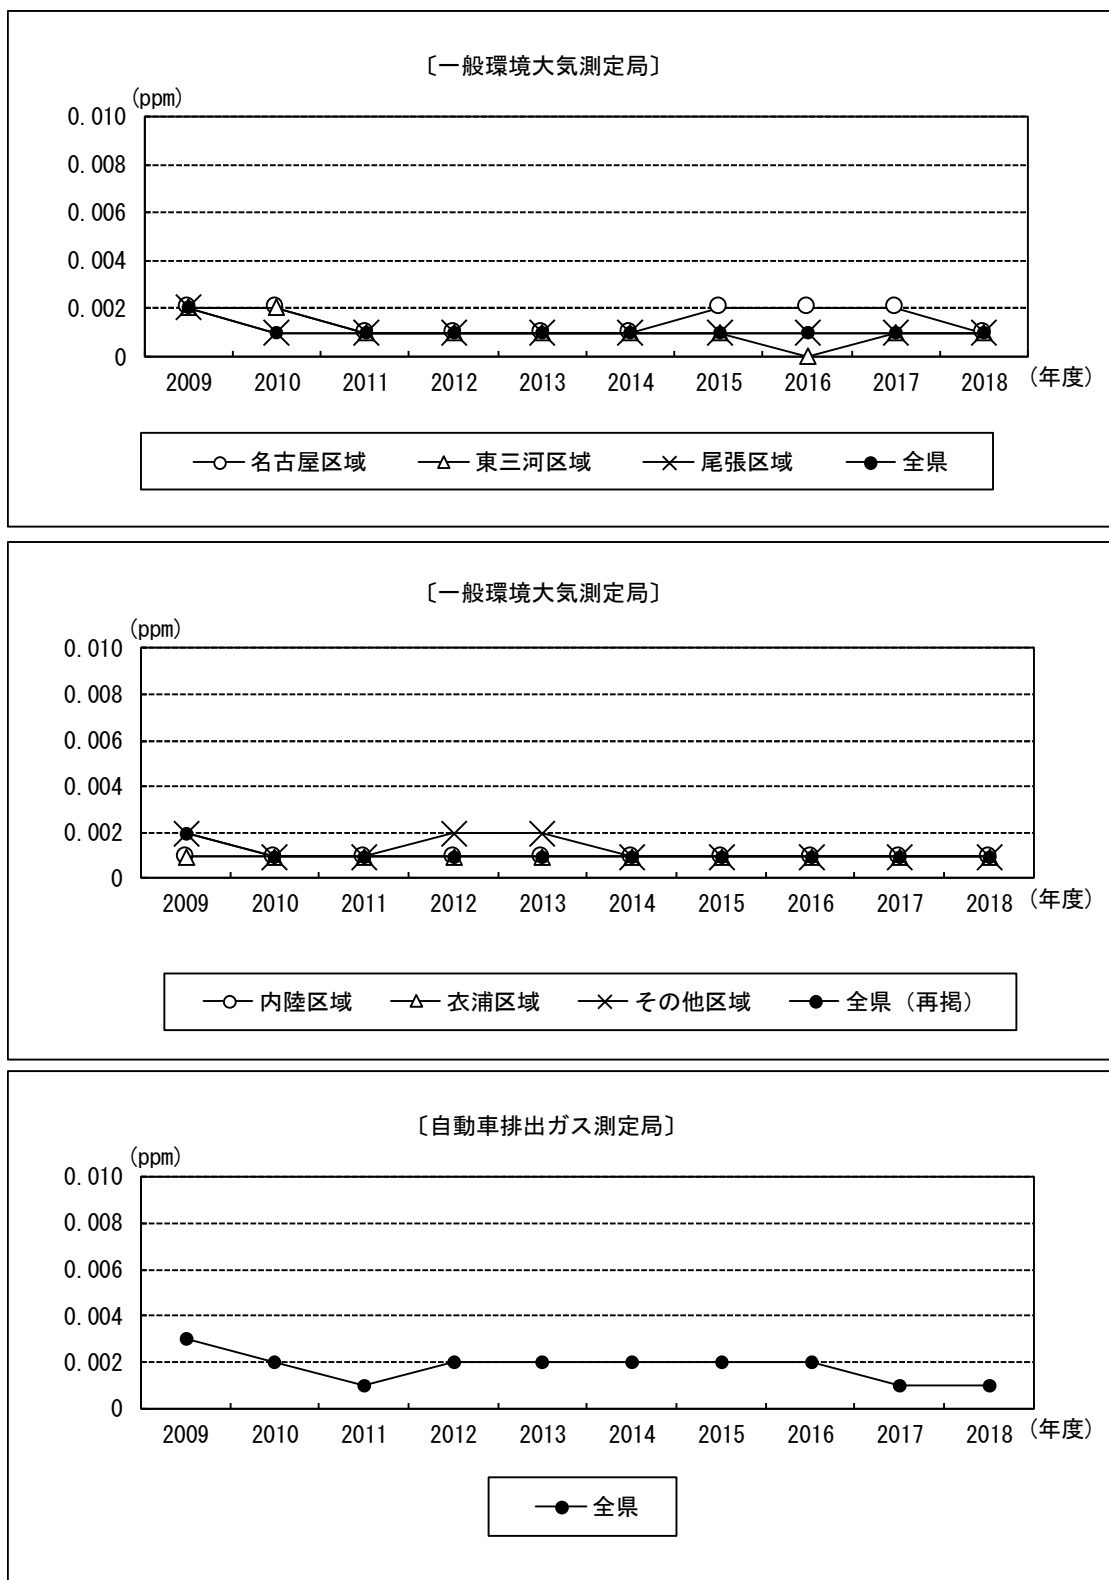 〔一般環境大気測定局〕
(ppm)
0.010
0.008
0.006
0.004
0.002
0
2009 2010 2011 2012 2013 2014 2015 2016 2017 2018 (年度)
名古屋区域 東三河区域 尾張区域 全県
〔一般環境大気測定局〕
(ppm)
0.010
0.008
0.006
0.004
0.002
0
2009 2010 2011 2012 2013 2014 2015 2016 2017 2018 (年度)
内陸区域 衣浦区域 その他区域 全県（再掲）
〔自動車排出ガス測定局〕
(ppm)
0.010
0.008
0.006
0.004
0.002
0
2009 2010 2011 2012 2013 2014 2015 2016 2017 2018 (年度)
全県